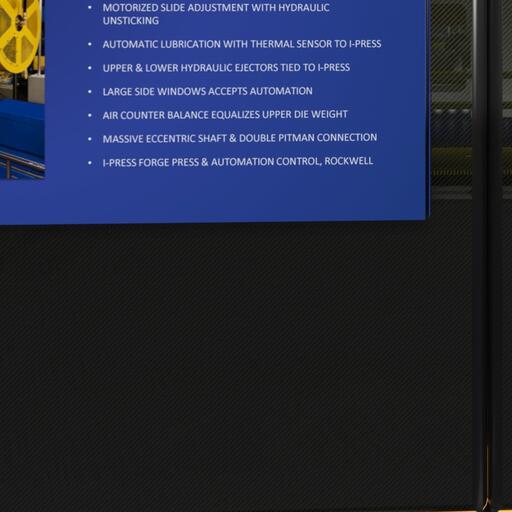 • MOTORIZED SLIDE ADJUSTMENT WITH HYDRAULIC
UNSTICKING
• AUTOMATIC LUBRICATION WITH THERMAL SENSOR TO I-PRESS
• UPPER & LOWER HYDRAULIC EJECTORS TIED TO I-PRESS
• LARGE SIDE WINDOWS ACCEPTS AUTOMATION
• AIR COUNTER BALANCE EQUALIZES UPPER DIE WEIGHT
• MASSIVE ECCENTRIC SHAFT & DOUBLE PITMAN CONNECTION
• I-PRESS FORGE PRESS & AUTOMATION CONTROL, ROCKWELL